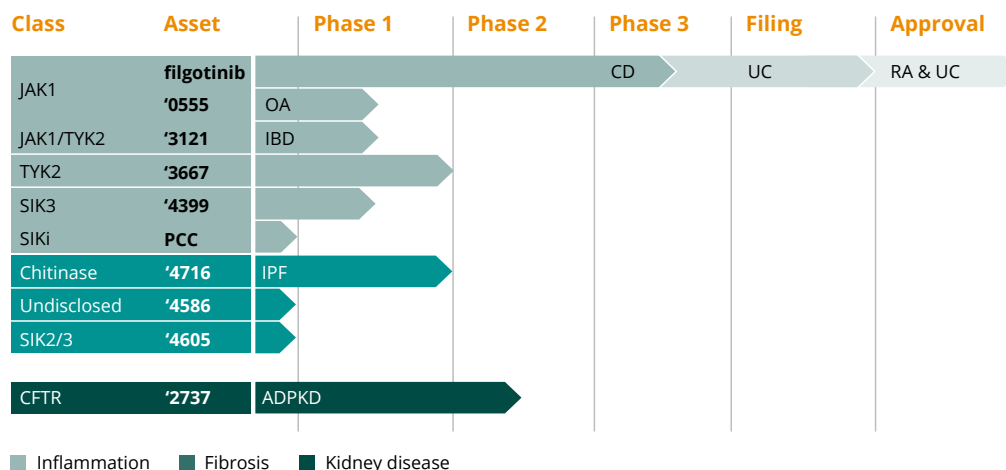 Class Asset Phase 1 Phase 2 Phase 3 Filing Approval
JAK1 filgotinib CD UC RA & UC
‘0555 OA
JAK1/TYK2 ‘3121 IBD
TYK2 ‘3667
SIK3 ‘4399
SIKi PCC
Chitinase ‘4716 IPF
Undisclosed ‘4586
SIK2/3 ‘4605
CFTR ‘2737 ADPKD
Inflammation Fibrosis Kidney disease